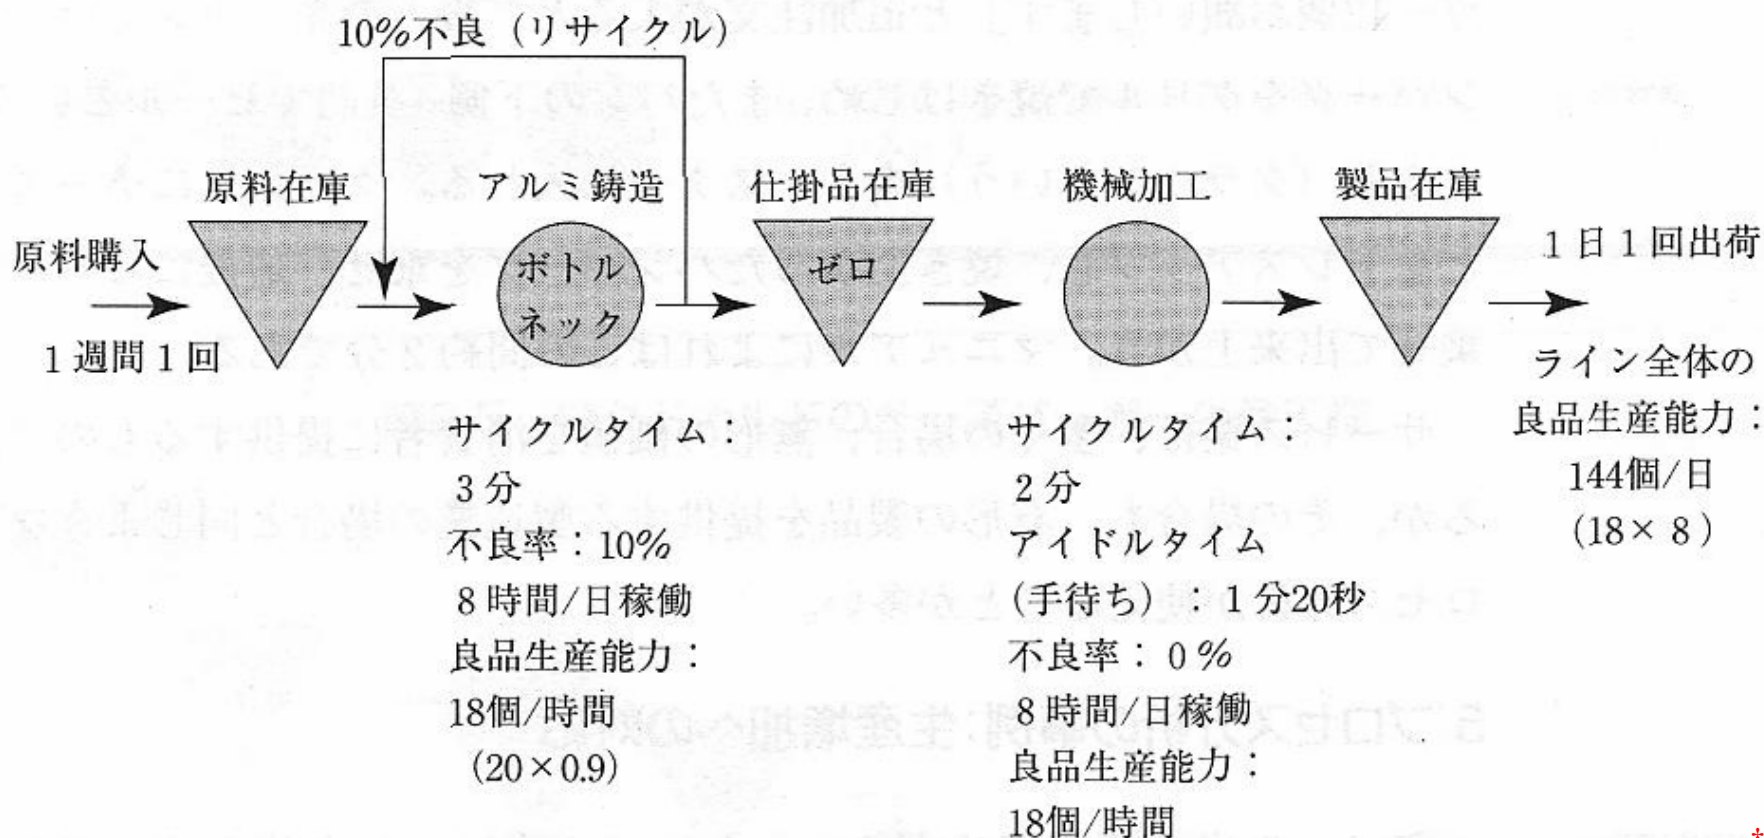 10%不良（リサイクル）
原料在庫
アルミ鋳造
仕掛品在庫
機械加工
製品在庫
原料購入
1週間1回
ボトル
ネック
ゼロ
1日1回出荷
ライン全体の
良品生産能力：
144個/日
（18×8）
サイクルタイム：
3分
不良率：10%
8時間/日稼働
良品生産能力：
18個/時間
（20×0.9）
サイクルタイム：
2分
アイドルタイム
（手待ち）：1分20秒
不良率：0%
8時間/日稼働
良品生産能力：
18個/時間